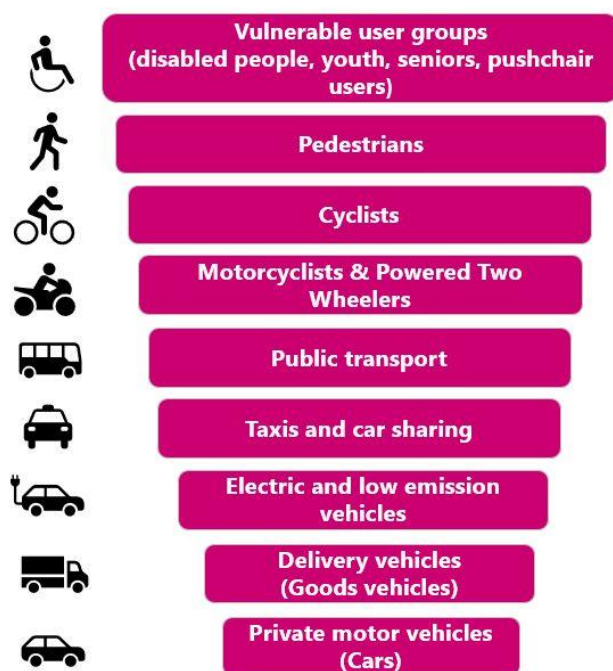 Vulnerable user groups
(disabled people, youth, seniors, pushchair
users)
Pedestrians
Cyclists
Motorcyclists & Powered Two
Wheelers
Public transport
Taxis and car sharing
Electric and low emission
vehicles
Delivery vehicles
(Goods vehicles)
Private motor vehicles
(Cars)